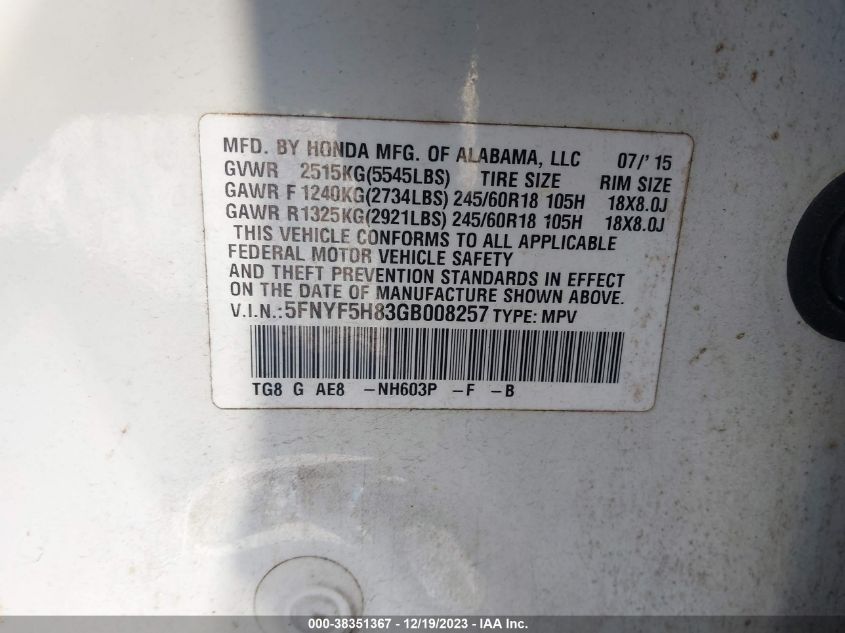 MFD. BY HONDA MFG. OF ALABAMA, LLC 07/'15
GVWR 2515KG(5545LBS) TIRE SIZE RIM SIZE
GAWR F 1240KG(2734LBS) 245/60R18 105H 18X8.0J
GAWR R 1325KG(2921LBS) 245/60R18 105H 18X8.0J
THIS VEHICLE CONFORMS TO ALL APPLICABLE
FEDERAL MOTOR VEHICLE SAFETY
AND THEFT PREVENTION STANDARDS IN EFFECT
ON THE DATE OF MANUFACTURE SHOWN ABOVE.
V.I.N.:5FNYF5H83GB008257 TYPE: MPV
TG8 G AE8 -NH603P -F -B
000-38351367 - 12/19/2023 - IAA Inc.